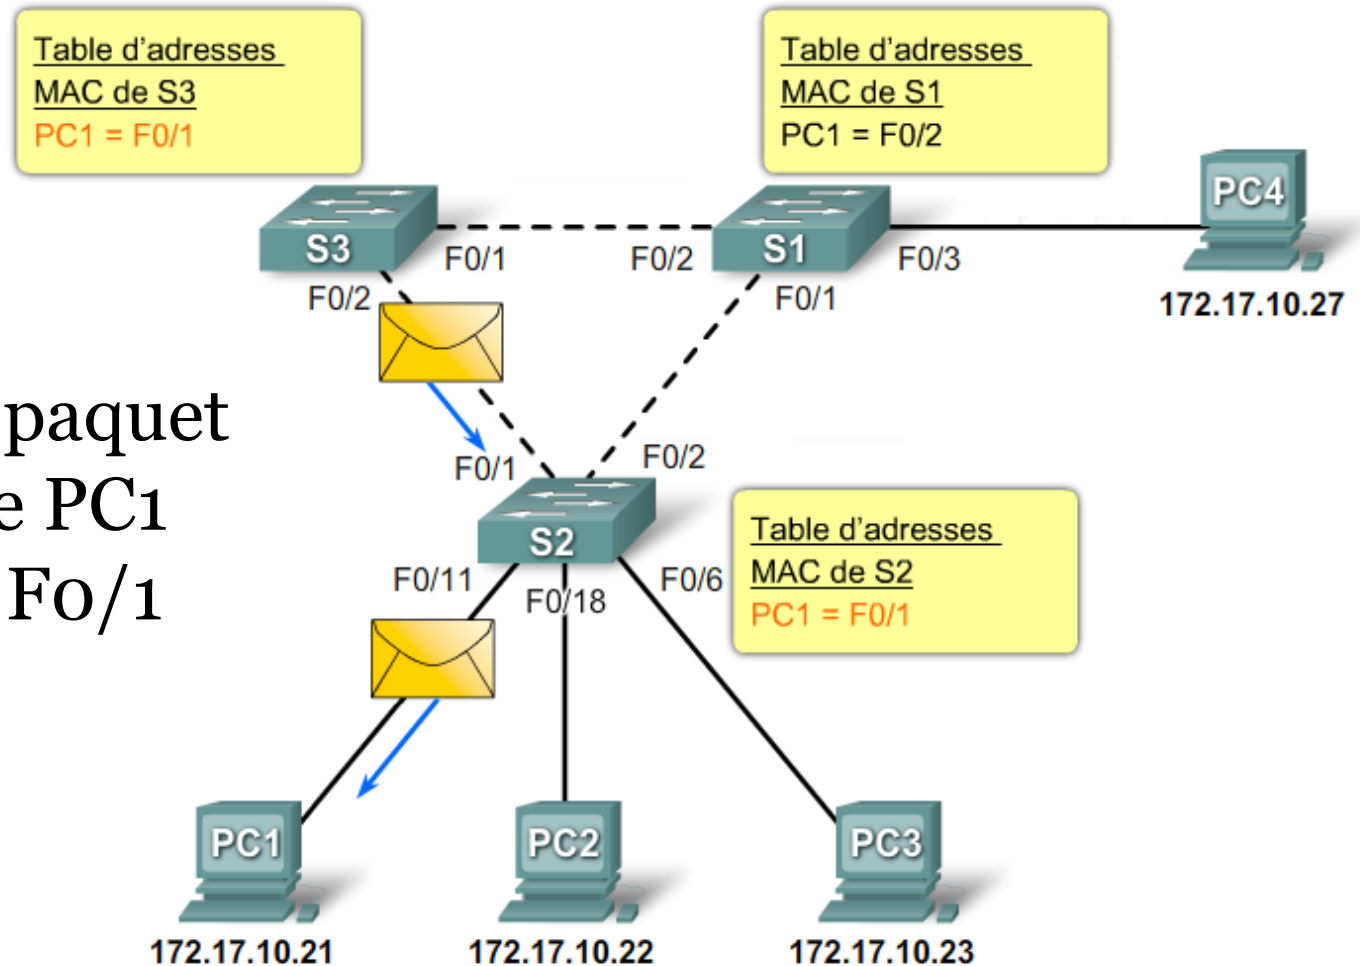 Table d'adresses
MAC de S3
PC1 = F0/1
Table d'adresses
MAC de S1
PC1 = F0/2
PC4
S3
F0/1
F0/2
S1
F0/3
F0/2
F0/1
172.17.10.27
paquet
e PC1
F0/1
F0/1
F0/2
S2
Table d'adresses
MAC de S2
PC1 = F0/1
F0/11
F0/18
F0/6
PC1
PC2
PC3
172.17.10.21
172.17.10.22
172.17.10.23